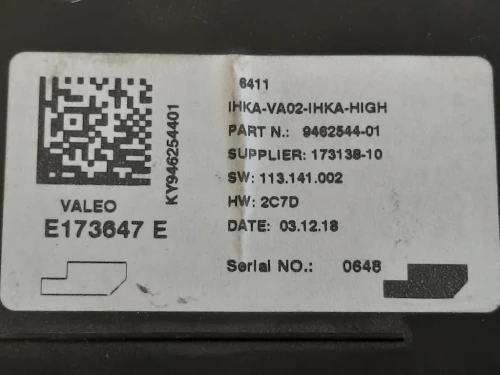 6411
IHKA-VA02-IHKA-HIGH
PART N.: 9462544-01
SUPPLIER: 173138-10
SW: 113.141.002
HW: 2C7D
DATE: 03.12.18
Serial NO.: 0648
KY946254401
VALEO
E173647 E